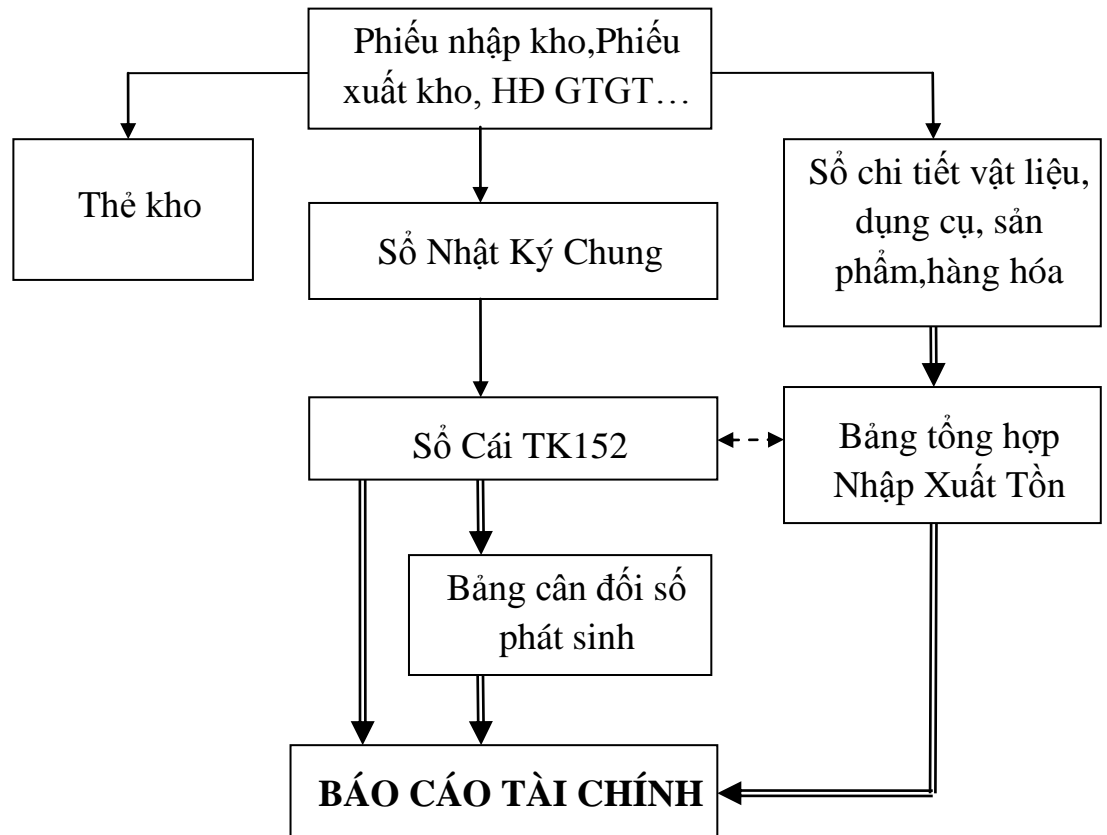 Phiếu nhập kho,Phiếu
xuất kho, HĐ GTGT…
Thẻ kho
Sổ Nhật Ký Chung
Sổ chi tiết vật liệu,
dụng cụ, sản
phẩm,hàng hóa
Sổ Cái TK152
Bảng tổng hợp
Nhập Xuất Tồn
Bảng cân đối số
phát sinh
BÁO CÁO TÀI CHÍNH